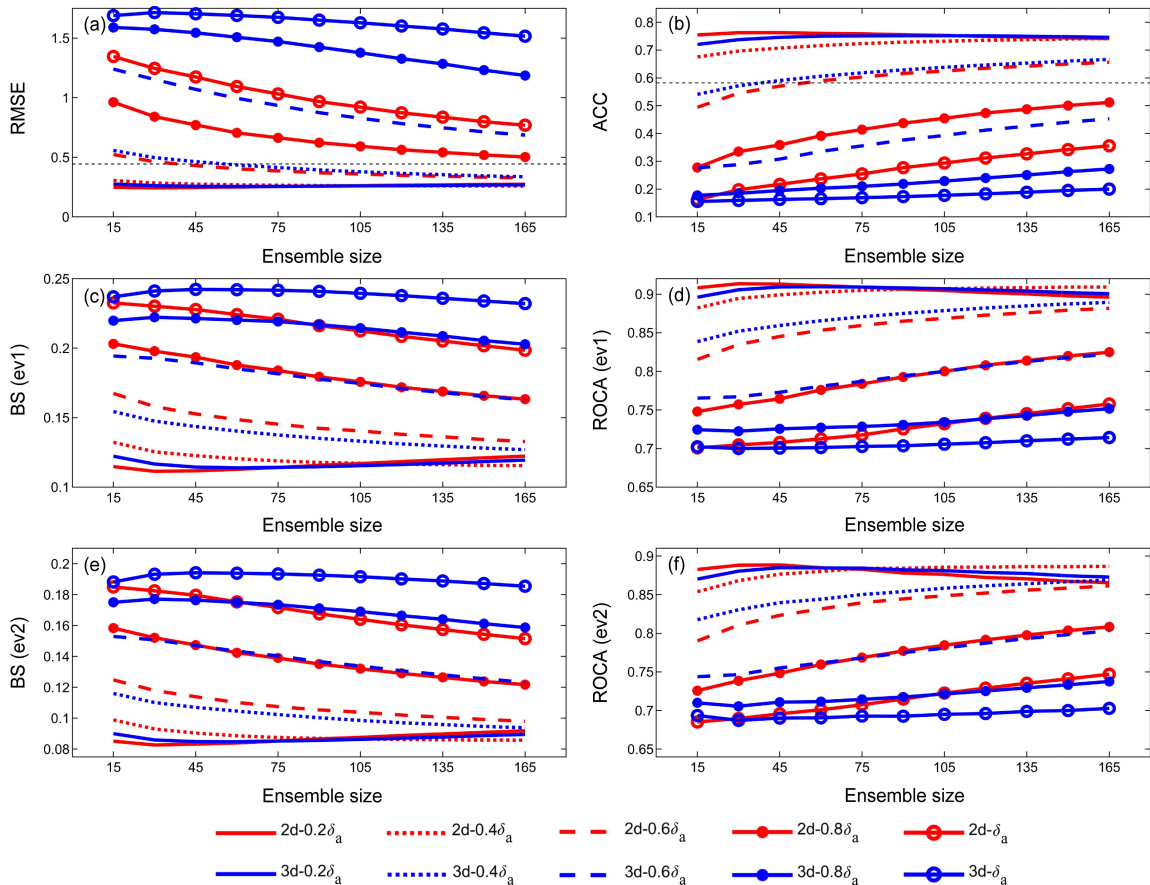 (a)
RMSE
1.5
1
0.5
0
15 45 75 105 135 165
Ensemble size
(b)
ACC
0.8
0.7
0.6
0.5
0.4
0.3
0.2
0.1
15 45 75 105 135 165
Ensemble size
(c)
BS (ev1)
0.25
0.2
0.15
0.1
15 45 75 105 135 165
Ensemble size
(d)
ROCA (ev1)
0.9
0.85
0.8
0.75
0.7
0.65
15 45 75 105 135 165
Ensemble size
(e)
BS (ev2)
0.2
0.18
0.16
0.14
0.12
0.1
0.08
15 45 75 105 135 165
Ensemble size
(f)
ROCA (ev2)
0.9
0.85
0.8
0.75
0.7
0.65
15 45 75 105 135 165
Ensemble size
2d-0.2δa 2d-0.4δa 2d-0.6δa 2d-0.8δa 2d-δa
3d-0.2δa 3d-0.4δa 3d-0.6δa 3d-0.8δa 3d-δa